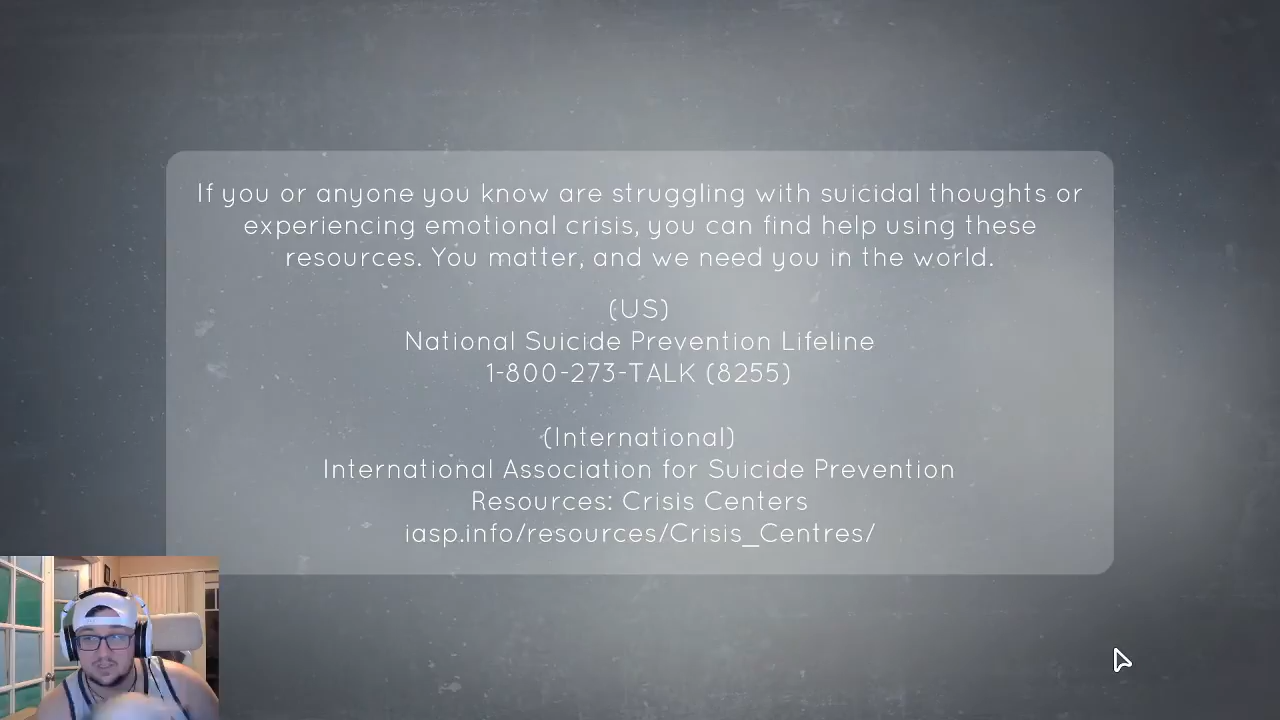 If you or anyone you know are struggling with suicidal thoughts or
experiencing emotional crisis, you can find help using these
resources. You matter, and we need you in the world.
(US)
National Suicide Prevention Lifeline
1-800-273-TALK (8255)
(International)
International Association for Suicide Prevention
Resources: Crisis Centers
iasp.info/resources/Crisis_Centres/